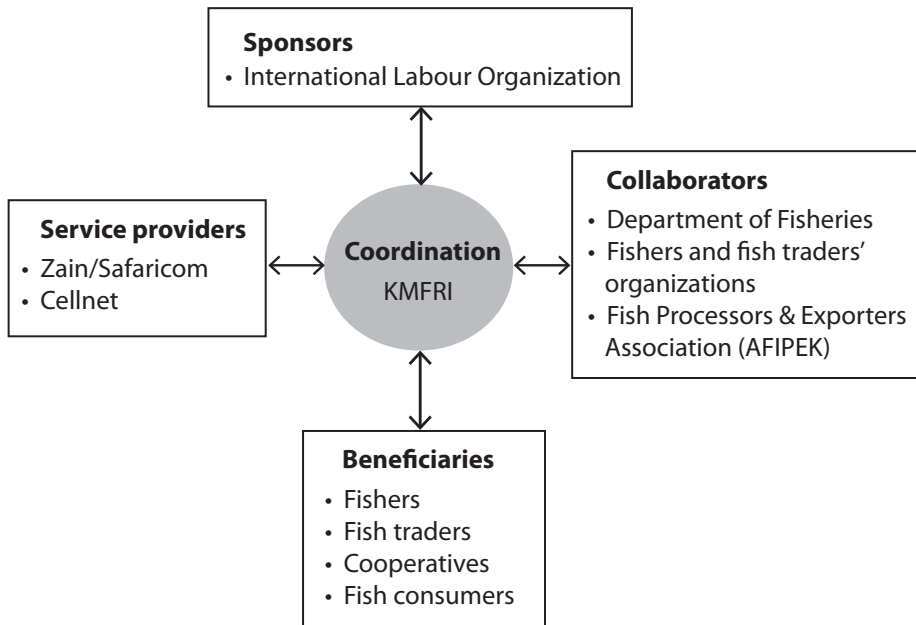 Sponsors
• International Labour Organization
Service providers
• Zain/Safaricom
• Cellnet
Coordination
KMFRI
Collaborators
• Department of Fisheries
• Fishers and fish traders’
organizations
• Fish Processors & Exporters
Association (AFIPEK)
Beneficiaries
• Fishers
• Fish traders
• Cooperatives
• Fish consumers